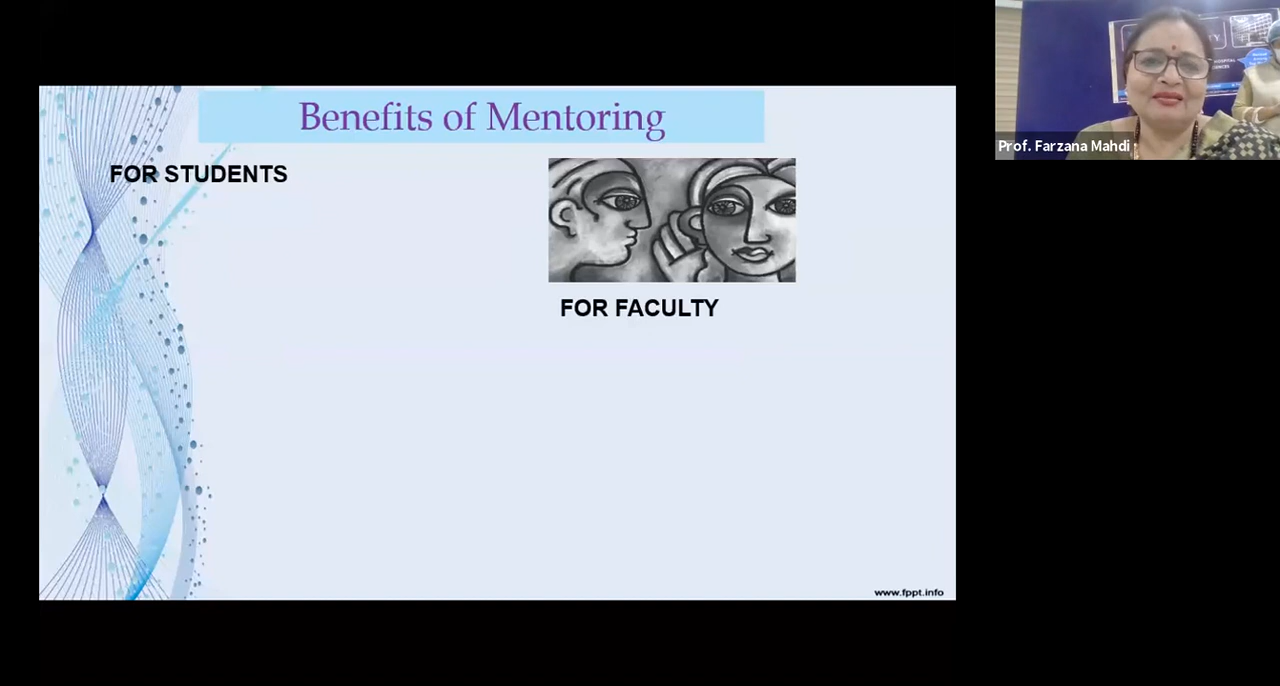 Benefits of Mentoring
FOR STUDENTS
FOR FACULTY
www.fppt.info
Prof. Farzana Mahdi